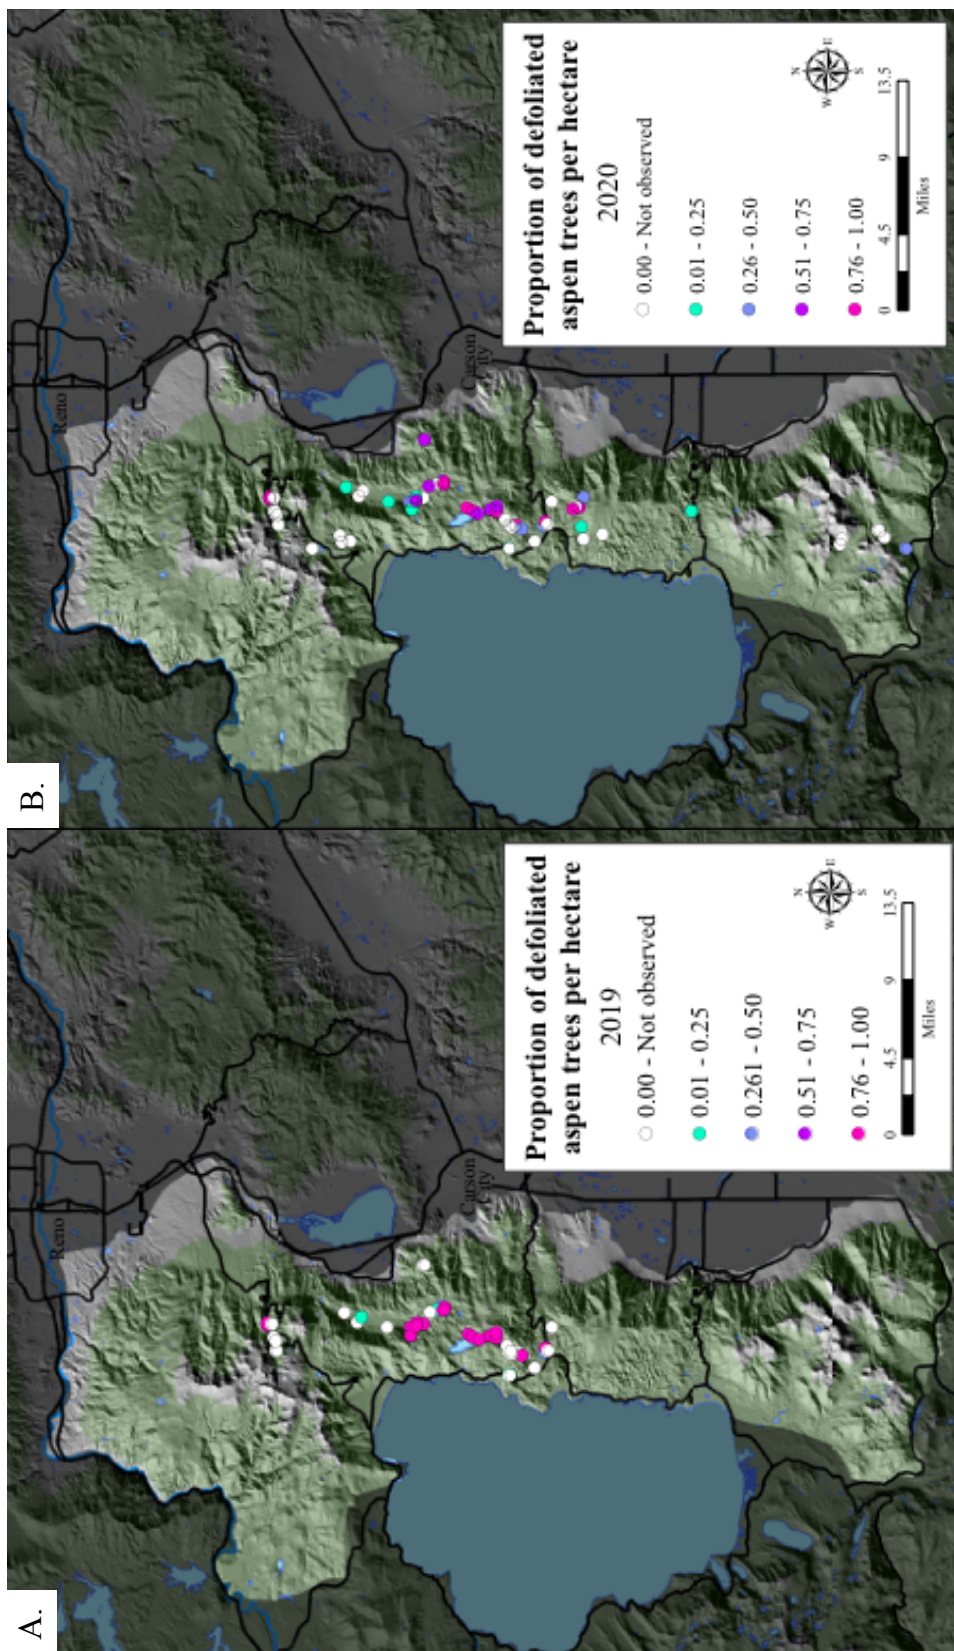 A.
Reno
Carson
City
Proportion of defoliated
aspen trees per hectare
2019
0.00 - Not observed
0.01 - 0.25
0.261 - 0.50
0.51 - 0.75
0.76 - 1.00
N
W
E
S
0
4.5
9
13.5
Miles
B.
Reno
Carson
City
Proportion of defoliated
aspen trees per hectare
2020
0.00 - Not observed
0.01 - 0.25
0.26 - 0.50
0.51 - 0.75
0.76 - 1.00
N
W
E
S
0
4.5
9
13.5
Miles